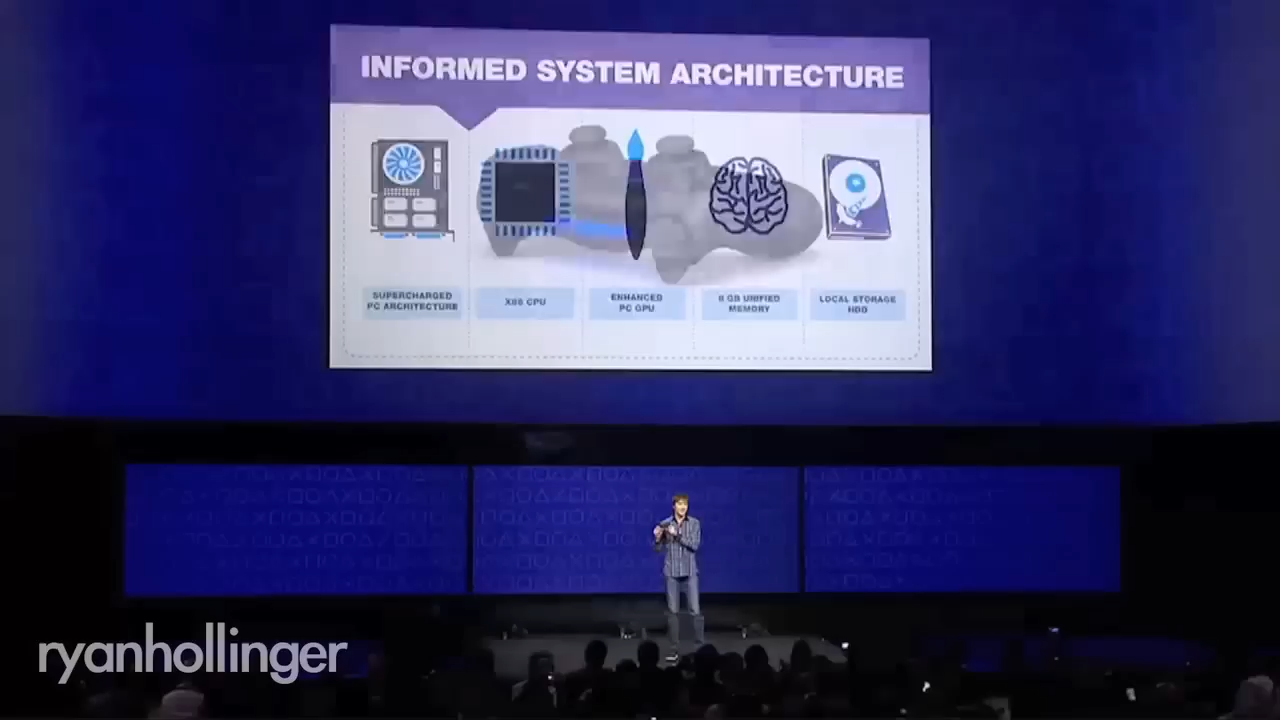 INFORMED SYSTEM ARCHITECTURE
SUPERCHARGED
PC ARCHITECTURE
X86 CPU
ENHANCED
PC GPU
8 GB UNIFIED
MEMORY
LOCAL STORAGE
HDD
ryanhollinger